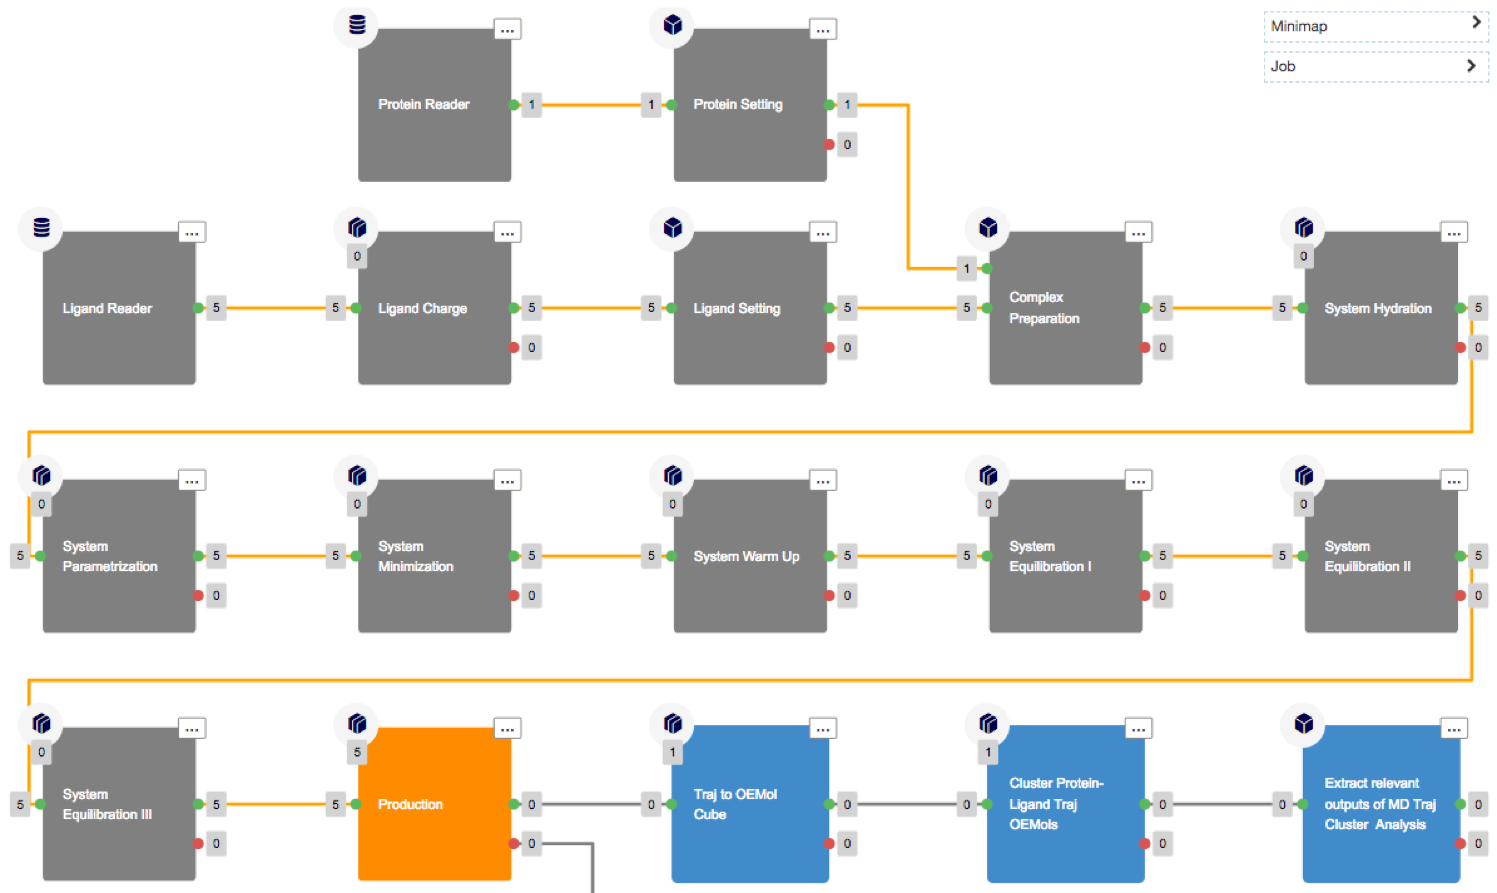 ...
...
Minimap
Job
Protein Reader
1
1
Protein Setting
1
0
...
...
...
...
...
0
0
1
Ligand Reader
5
5
Ligand Charge
5
5
Ligand Setting
5
5
Complex
Preparation
5
5
System Hydration
5
0
0
0
0
...
...
...
...
...
0
0
0
0
0
5
System
Parametrization
5
5
System
Minimization
5
5
System Warm Up
5
5
System
Equilibration I
5
5
System
Equilibration II
5
0
0
0
0
0
...
...
...
...
...
0
5
1
1
5
System
Equilibration III
5
5
Production
0
0
Traj to OEMol
Cube
0
0
Cluster Protein-
Ligand Traj
OEMols
0
0
Extract relevant
outputs of MD Traj
Cluster Analysis
0
0
0
0
0
0